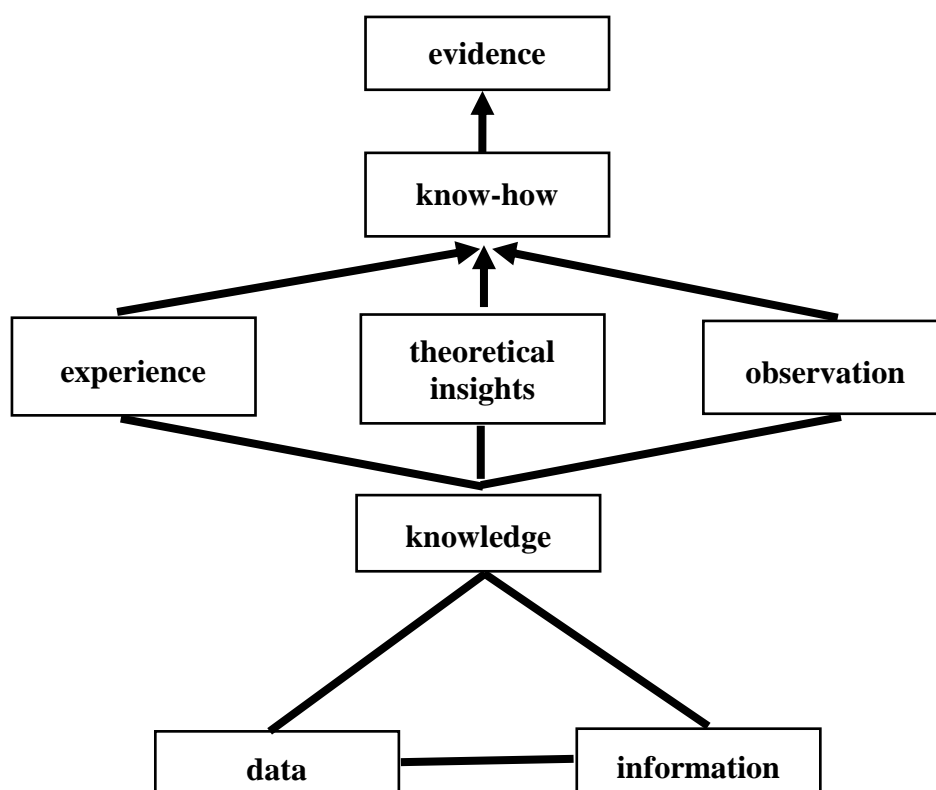 evidence
know-how
experience
theoretical
insights
observation
knowledge
data
information